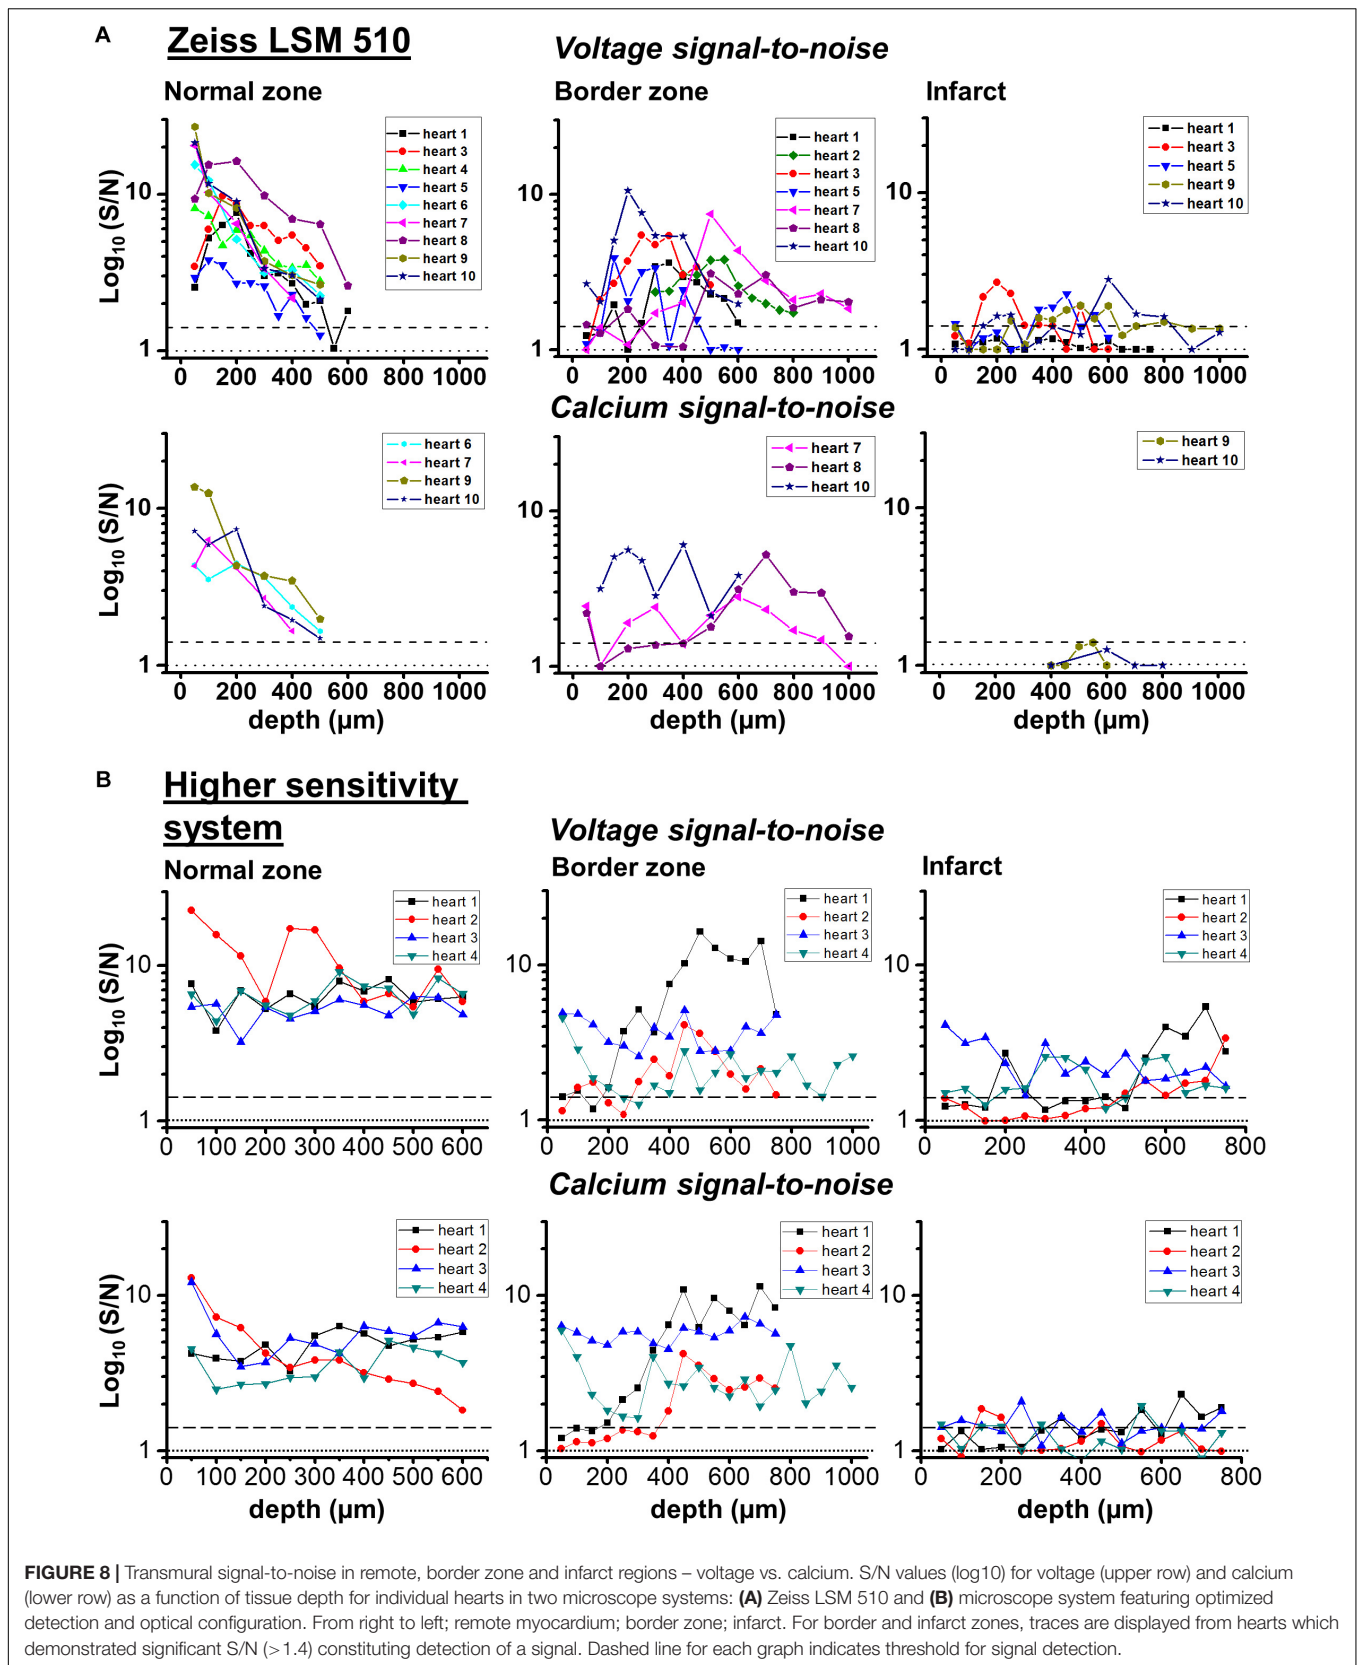 A
Zeiss LSM 510
Voltage signal-to-noise
Normal zone
Border zone
Infarct
heart 1
heart 3
heart 4
heart 5
heart 6
heart 7
heart 8
heart 9
heart 10
heart 1
heart 2
heart 3
heart 5
heart 7
heart 8
heart 10
heart 1
heart 3
heart 5
heart 9
heart 10
Log10 (S/N)
10
1
10
1
10
1
0 200 400 600 800 1000
0 200 400 600 800 1000
0 200 400 600 800 1000
Calcium signal-to-noise
heart 6
heart 7
heart 9
heart 10
heart 7
heart 8
heart 10
heart 9
heart 10
Log10 (S/N)
10
1
10
1
10
1
0 200 400 600 800 1000
0 200 400 600 800 1000
0 200 400 600 800 1000
depth (µm)
depth (µm)
depth (µm)
B
Higher sensitivity
system
Voltage signal-to-noise
Normal zone
Border zone
Infarct
heart 1
heart 2
heart 3
heart 4
heart 1
heart 2
heart 3
heart 4
heart 1
heart 2
heart 3
heart 4
Log10 (S/N)
10
1
10
1
10
1
0 100 200 300 400 500 600
0 200 400 600 800 1000
0 200 400 600 800
Calcium signal-to-noise
heart 1
heart 2
heart 3
heart 4
heart 1
heart 2
heart 3
heart 4
heart 1
heart 2
heart 3
heart 4
Log10 (S/N)
10
1
10
1
10
1
0 100 200 300 400 500 600
0 200 400 600 800 1000
0 200 400 600 800
depth (µm)
depth (µm)
depth (µm)
FIGURE 8 | Transmural signal-to-noise in remote, border zone and infarct regions – voltage vs. calcium. S/N values (log10) for voltage (upper row) and calcium
(lower row) as a function of tissue depth for individual hearts in two microscope systems: (A) Zeiss LSM 510 and (B) microscope system featuring optimized
detection and optical configuration. From right to left; remote myocardium; border zone; infarct. For border and infarct zones, traces are displayed from hearts which
demonstrated significant S/N (>1.4) constituting detection of a signal. Dashed line for each graph indicates threshold for signal detection.